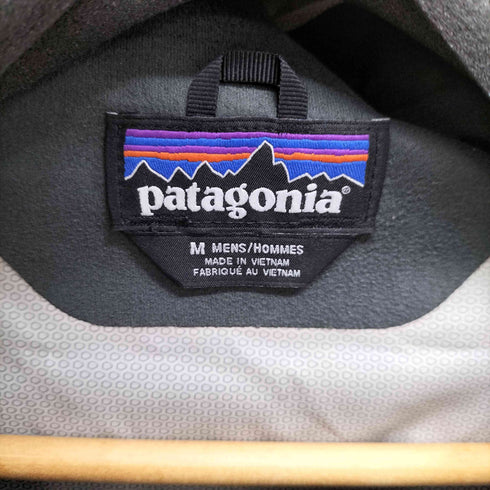 patagonia®
M MENS/HOMMES
MADE IN VIETNAM
FABRIQUÉ AU VIETNAM